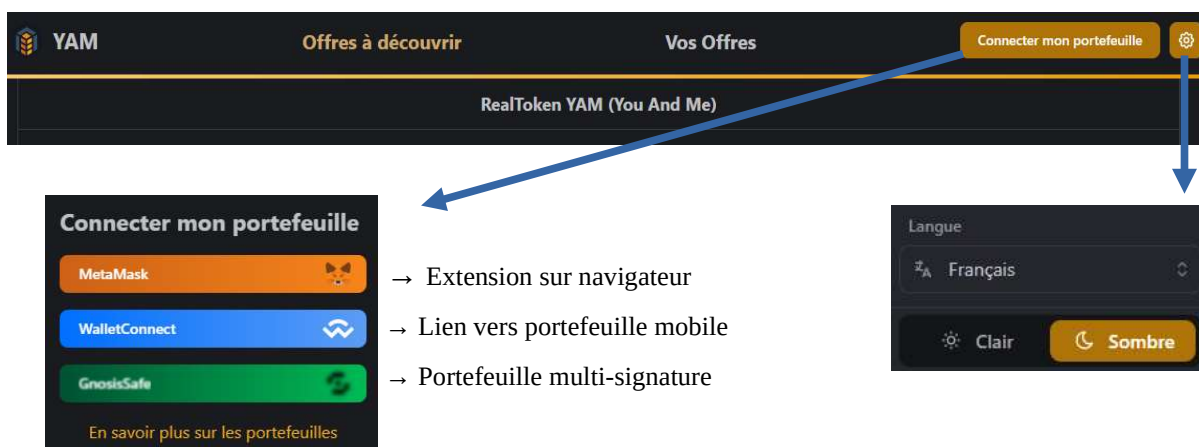 YAM Offres à découvrir Vos Offres Connecter mon portefeuille
RealToken YAM (You And Me)
Connecter mon portefeuille
MetaMask → Extension sur navigateur
WalletConnect → Lien vers portefeuille mobile
GnosisSafe → Portefeuille multi-signature
En savoir plus sur les portefeuilles
Langue
Français
Clair Sombre